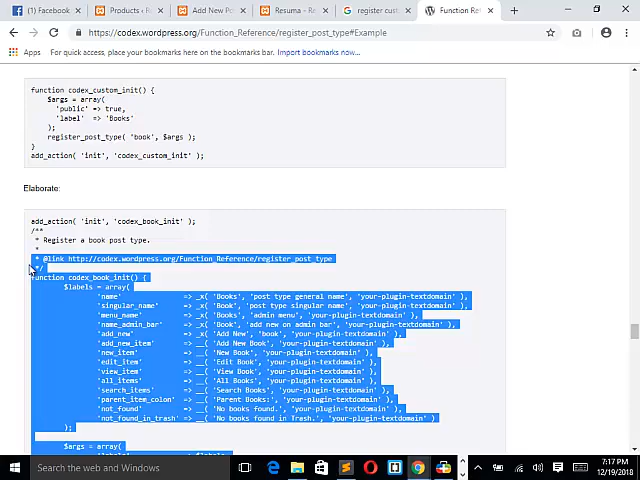 Facebook
Products ‹ R
Add New Po
Resuma – Re
register cust
Function Re
https://codex.wordpress.org/Function_Reference/register_post_type#Example
Apps For quick access, place your bookmarks here on the bookmarks bar. Import bookmarks now...
function codex_custom_init() {
$args = array(
'public' => true,
'label' => 'Books'
);
register_post_type( 'book', $args );
}
add_action( 'init', 'codex_custom_init' );
Elaborate:
add_action( 'init', 'codex_book_init' );
/**
* Register a book post type.
*
* @link http://codex.wordpress.org/Function_Reference/register_post_type
*/
function codex_book_init() {
$labels = array(
'name' => _x( 'Books', 'post type general name', 'your-plugin-textdomain' ),
'singular_name' => _x( 'Book', 'post type singular name', 'your-plugin-textdomain' ),
'menu_name' => _x( 'Books', 'admin menu', 'your-plugin-textdomain' ),
'name_admin_bar' => _x( 'Book', 'add new on admin bar', 'your-plugin-textdomain' ),
'add_new' => _x( 'Add New', 'book', 'your-plugin-textdomain' ),
'add_new_item' => __( 'Add New Book', 'your-plugin-textdomain' ),
'new_item' => __( 'New Book', 'your-plugin-textdomain' ),
'edit_item' => __( 'Edit Book', 'your-plugin-textdomain' ),
'view_item' => __( 'View Book', 'your-plugin-textdomain' ),
'all_items' => __( 'All Books', 'your-plugin-textdomain' ),
'search_items' => __( 'Search Books', 'your-plugin-textdomain' ),
'parent_item_colon' => __( 'Parent Books:', 'your-plugin-textdomain' ),
'not_found' => __( 'No books found.', 'your-plugin-textdomain' ),
'not_found_in_trash' => __( 'No books found in Trash.', 'your-plugin-textdomain' )
);
$args = array(
Search the web and Windows
7:17 PM
12/19/2018